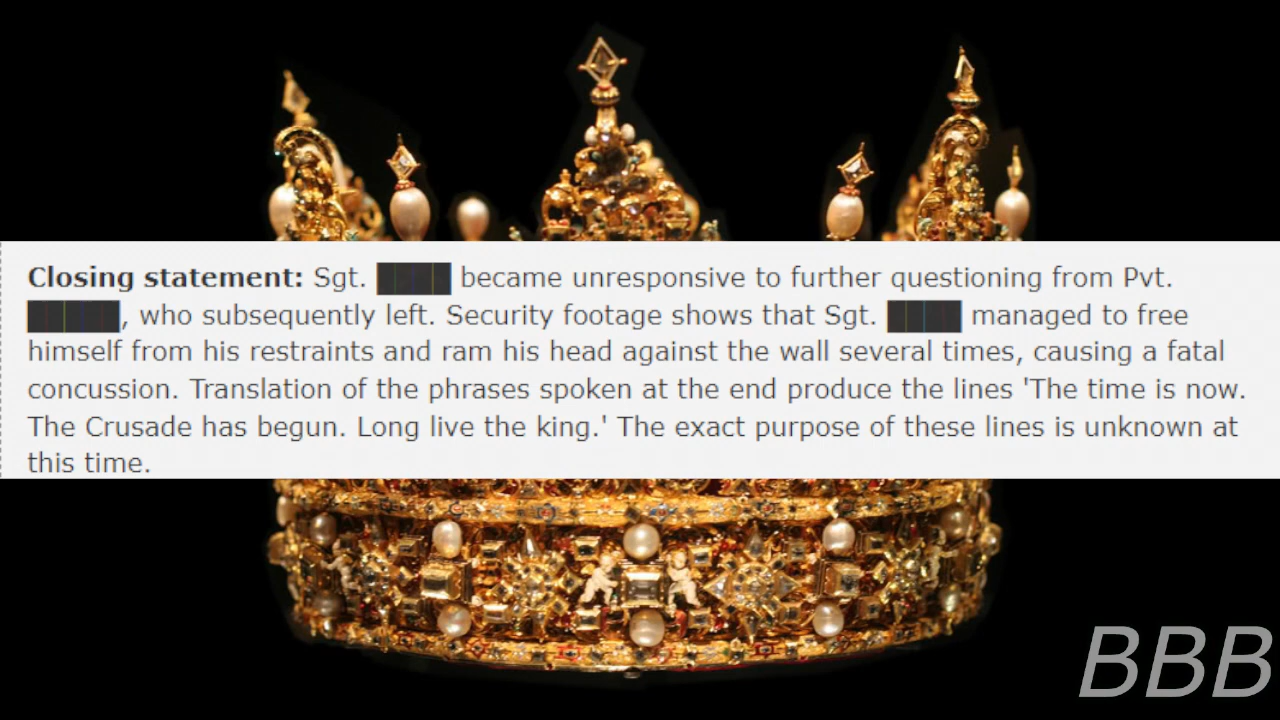 Closing statement: Sgt. ████ became unresponsive to further questioning from Pvt.
█████, who subsequently left. Security footage shows that Sgt. ████ managed to free
himself from his restraints and ram his head against the wall several times, causing a fatal
concussion. Translation of the phrases spoken at the end produce the lines 'The time is now.
The Crusade has begun. Long live the king.' The exact purpose of these lines is unknown at
this time.
BBB